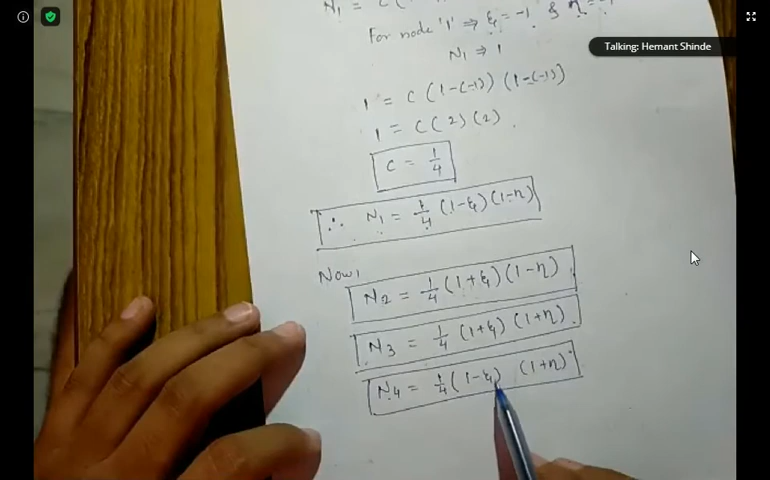 N₁ = C(
For node '1' ⇒ ξ = -1 & η = -1
N₁ ⇒ 1
Talking: Hemant Shinde
1 = C (1-(-1)) (1-(-1))
1 = C (2) (2)
C = 1/4
∴ N₁ = 1/4 (1-ξ) (1-η)
Now,
N₂ = 1/4 (1+ξ) (1-η)
N₃ = 1/4 (1+ξ) (1+η)
N₄ = 1/4 (1-ξ) (1+η)